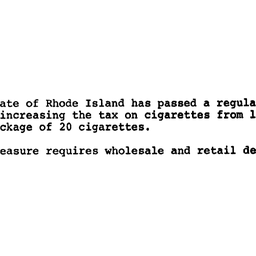 ate of Rhode Island has passed a regula
increasing the tax on cigarettes from l
ckage of 20 cigarettes.
easure requires wholesale and retail de